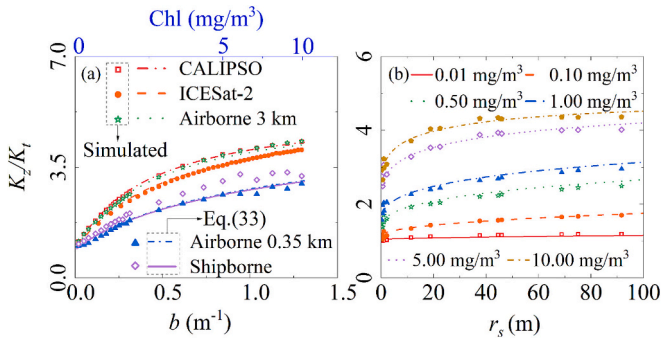 Chl (mg/m³)
0 5 10
7.0
(a) CALIPSO
ICESat-2
Airborne 3 km
Simulated
3.5
K_z/K_t
Eq.(33)
Airborne 0.35 km
Shipborne
0.0
0 0.5 1.0 1.5
b (m⁻¹)
6
(b) 0.01 mg/m³ 0.10 mg/m³
0.50 mg/m³ 1.00 mg/m³
4
2
5.00 mg/m³ 10.00 mg/m³
0
0 20 40 60 80 100
r_s (m)